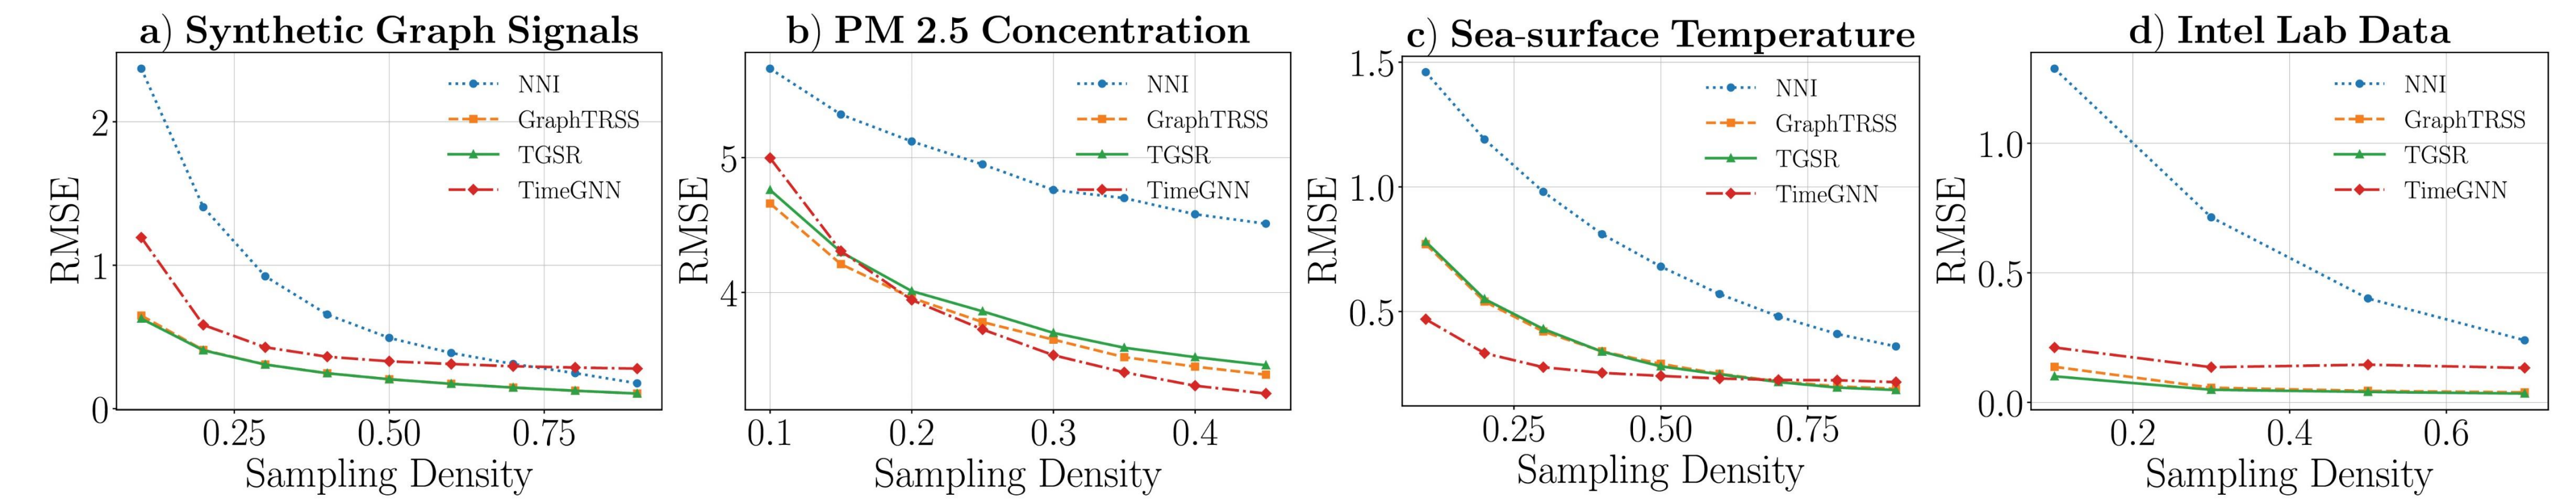 a) Synthetic Graph Signals
RMSE
2
1
0
0.25 0.50 0.75
Sampling Density
NNI
GraphTRSS
TGSR
TimeGNN
b) PM 2.5 Concentration
RMSE
5
4
0.1 0.2 0.3 0.4
Sampling Density
NNI
GraphTRSS
TGSR
TimeGNN
c) Sea-surface Temperature
RMSE
1.5
1.0
0.5
0.25 0.50 0.75
Sampling Density
NNI
GraphTRSS
TGSR
TimeGNN
d) Intel Lab Data
RMSE
1.0
0.5
0.0
0.2 0.4 0.6
Sampling Density
NNI
GraphTRSS
TGSR
TimeGNN